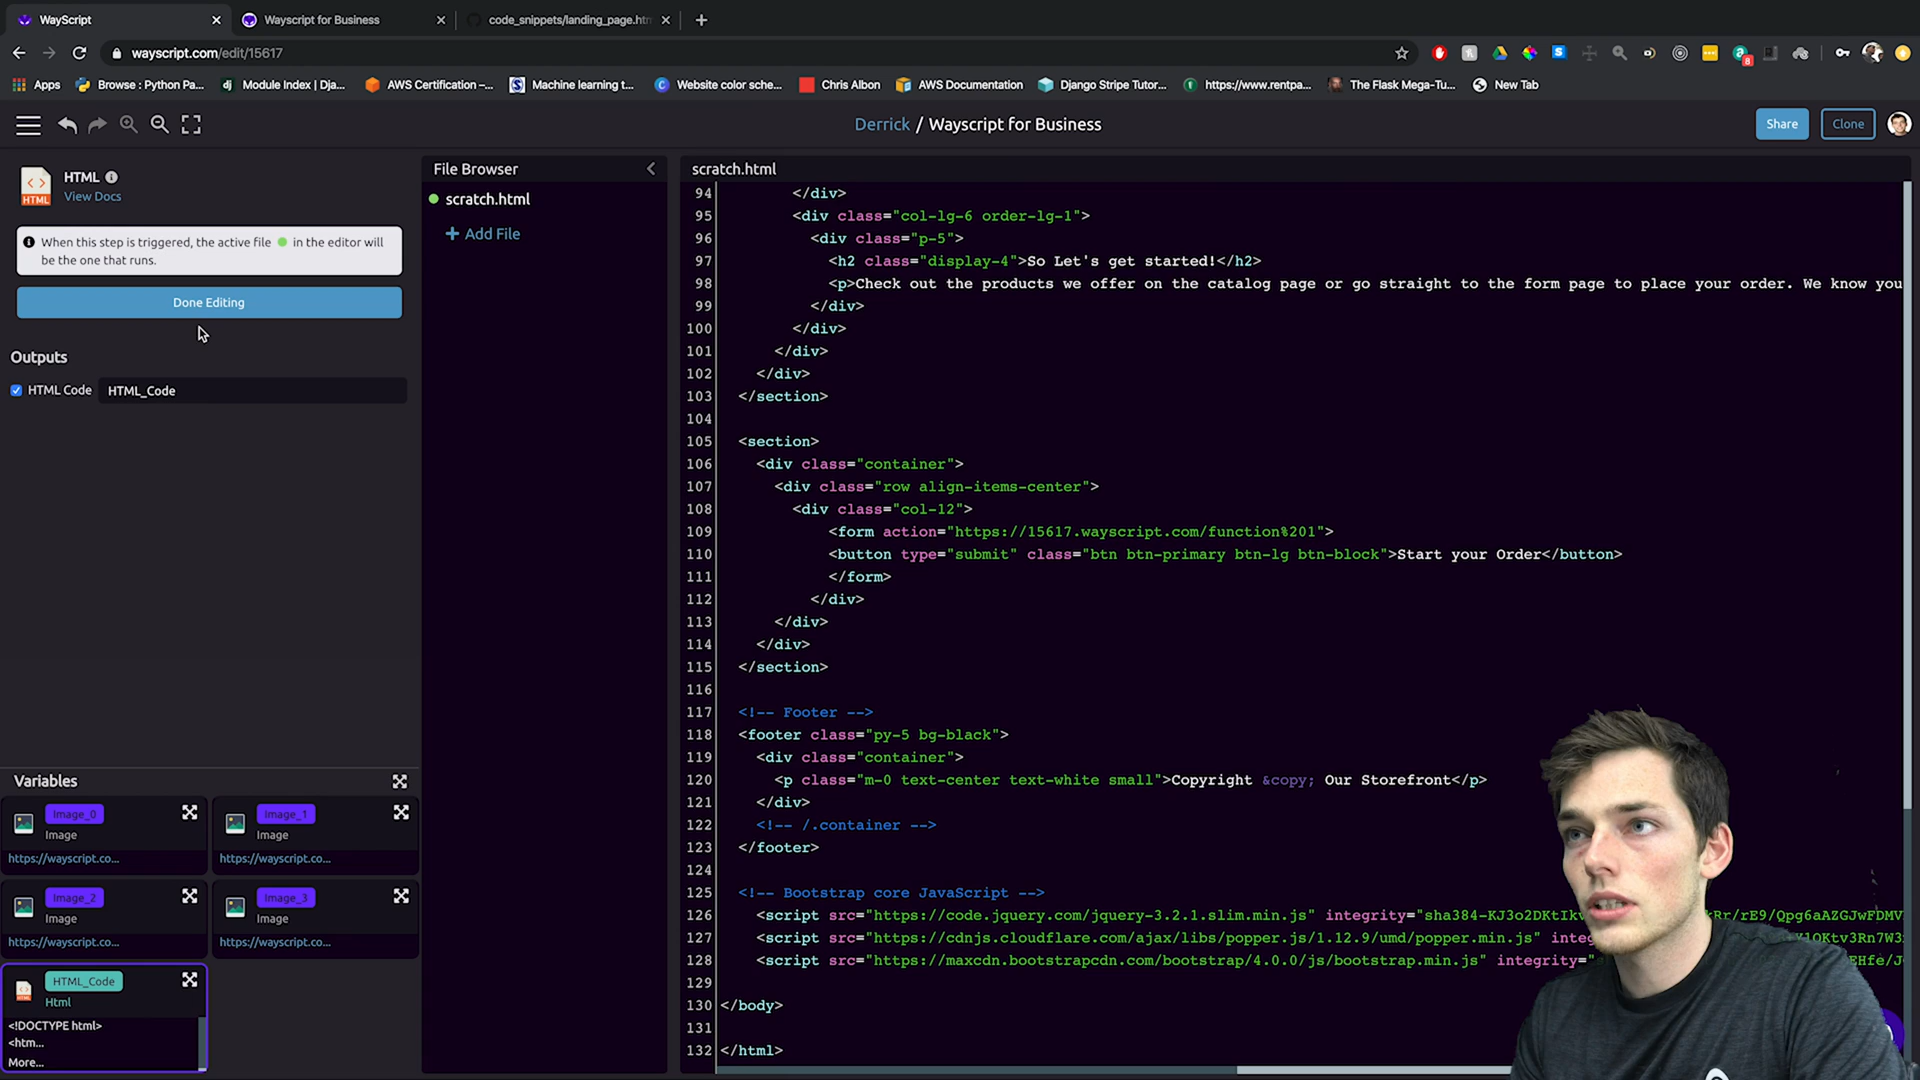 WayScript
Wayscript for Business
code_snippets/landing_page.htm
wayscript.com/edit/15617
8
Apps
Browse : Python Pa...
Module Index | Dja...
AWS Certification –...
Machine learning t...
Website color sche...
Chris Albon
AWS Documentation
Django Stripe Tutor...
https://www.rentpa...
The Flask Mega-Tu...
New Tab
Derrick / Wayscript for Business
Share
Clone
HTML
HTML
View Docs
When this step is triggered, the active file in the editor will
be the one that runs.
Done Editing
Outputs
HTML Code
HTML_Code
Variables
Image_0
Image
https://wayscript.co...
Image_1
Image
https://wayscript.co...
Image_2
Image
https://wayscript.co...
Image_3
Image
https://wayscript.co...
HTML_Code
Html
<!DOCTYPE html>
<htm...
More...
File Browser
scratch.html
+ Add File
scratch.html
94 </div>
95 <div class="col-lg-6 order-lg-1">
96 <div class="p-5">
97 <h2 class="display-4">So Let's get started!</h2>
98 <p>Check out the products we offer on the catalog page or go straight to the form page to place your order. We know you
99 </div>
100 </div>
101 </div>
102 </div>
103 </section>
104
105 <section>
106 <div class="container">
107 <div class="row align-items-center">
108 <div class="col-12">
109 <form action="https://15617.wayscript.com/function%201">
110 <button type="submit" class="btn btn-primary btn-lg btn-block">Start your Order</button>
111 </form>
112 </div>
113 </div>
114 </div>
115 </section>
116
117 <!-- Footer -->
118 <footer class="py-5 bg-black">
119 <div class="container">
120 <p class="m-0 text-center text-white small">Copyright &copy; Our Storefront</p>
121 </div>
122 <!-- /.container -->
123 </footer>
124
125 <!-- Bootstrap core JavaScript -->
126 <script src="https://code.jquery.com/jquery-3.2.1.slim.min.js" integrity="sha384-KJ3o2DKtIkv kRr/rE9/Qpg6aAZGJwFDMV
127 <script src="https://cdnjs.cloudflare.com/ajax/libs/popper.js/1.12.9/umd/popper.min.js" integ
128 <script src="https://maxcdn.bootstrapcdn.com/bootstrap/4.0.0/js/bootstrap.min.js" integrity="
129
130 </body>
131
132 </html>